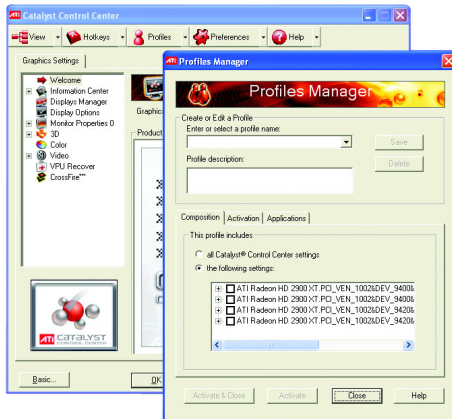 Catalyst Control Center
View
Hotkeys
Profiles
Preferences
Help
Graphics Settings
Welcome
Information Center
Displays Manager
Display Options
Monitor Properties 0
3D
Color
Video
VPU Recover
CrossFire™
Graphic
Product
ATI CATALYST
CONTROL CENTER
Basic...
OK
ATI Profiles Manager
Profiles Manager
Create or Edit a Profile
Enter or select a profile name:
Save
Profile description:
Delete
Composition
Activation
Applications
This profile includes
all Catalyst® Control Center settings
the following settings:
ATI Radeon HD 2900 XT.PCI_VEN_1002&DEV_9400&
ATI Radeon HD 2900 XT.PCI_VEN_1002&DEV_9400&
ATI Radeon HD 2900 XT.PCI_VEN_1002&DEV_9420&
ATI Radeon HD 2900 XT.PCI_VEN_1002&DEV_9420&
Activate & Close
Activate
Close
Help